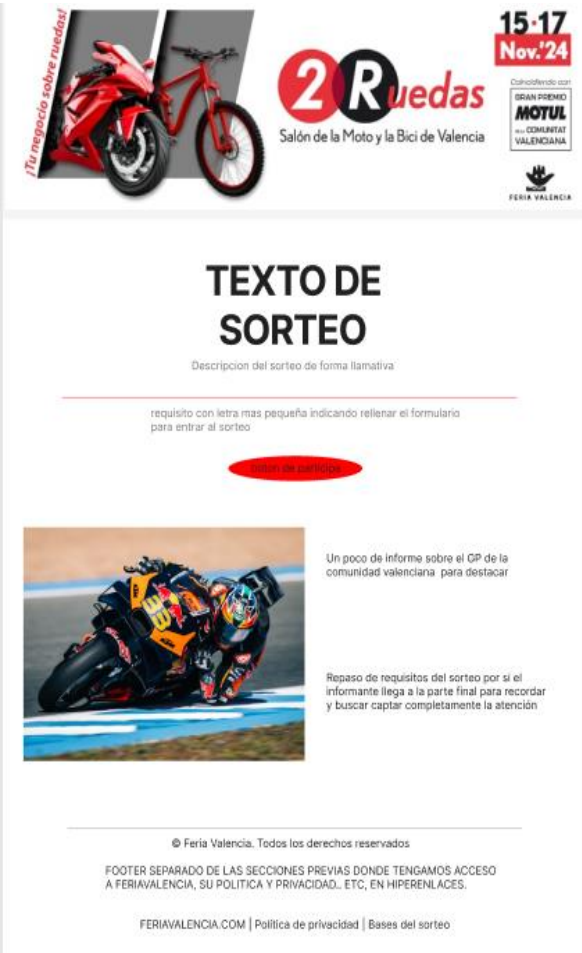 ¡Tu negocio sobre ruedas!
2Ruedas
Salón de la Moto y la Bici de Valencia
15·17
Nov.'24
Coincidiendo con:
GRAN PREMIO
MOTUL
DE LA COMUNITAT
VALENCIANA
FERIA VALENCIA
TEXTO DE
SORTEO
Descripcion del sorteo de forma llamativa
requisito con letra mas pequeña indicando rellenar el formulario
para entrar al sorteo
boton de participa
33
KTM
Red Bull
Un poco de informe sobre el GP de la
comunidad valenciana para destacar
Repaso de requisitos del sorteo por si el
informante llega a la parte final para recordar
y buscar captar completamente la atención
© Feria Valencia. Todos los derechos reservados
FOOTER SEPARADO DE LAS SECCIONES PREVIAS DONDE TENGAMOS ACCESO
A FERIAVALENCIA, SU POLITICA Y PRIVACIDAD.. ETC, EN HIPERENLACES.
FERIAVALENCIA.COM | Política de privacidad | Bases del sorteo